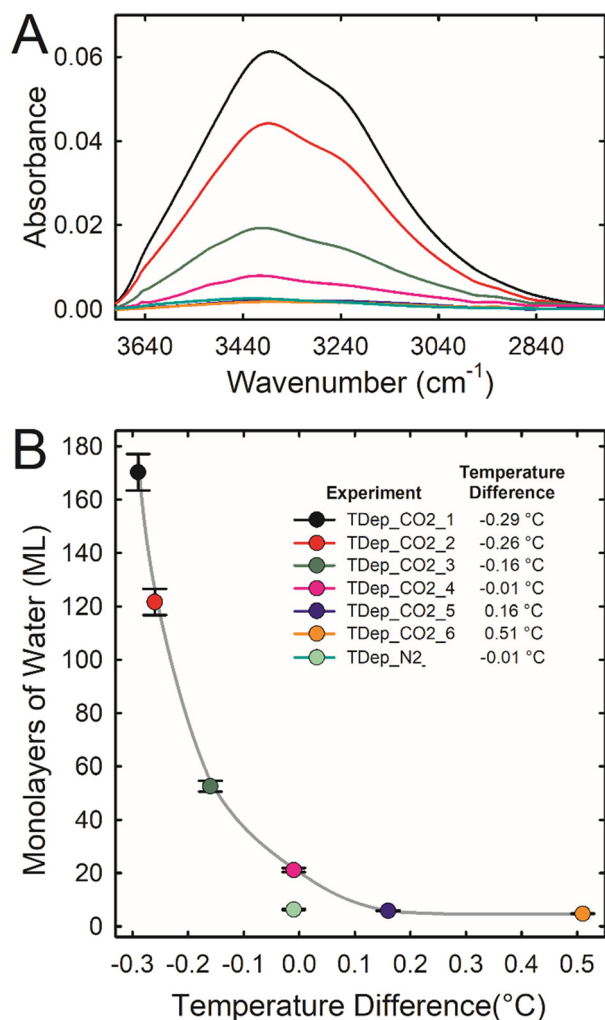 A
0.06
0.04
0.02
0.00
Absorbance
3640 3440 3240 3040 2840
Wavenumber (cm-1)
B
180
160
140
120
100
80
60
40
20
0
Monolayers of Water (ML)
Experiment Temperature Difference
TDep_CO2_1 -0.29 °C
TDep_CO2_2 -0.26 °C
TDep_CO2_3 -0.16 °C
TDep_CO2_4 -0.01 °C
TDep_CO2_5 0.16 °C
TDep_CO2_6 0.51 °C
TDep_N2_ -0.01 °C
-0.3 -0.2 -0.1 0.0 0.1 0.2 0.3 0.4 0.5
Temperature Difference(°C)